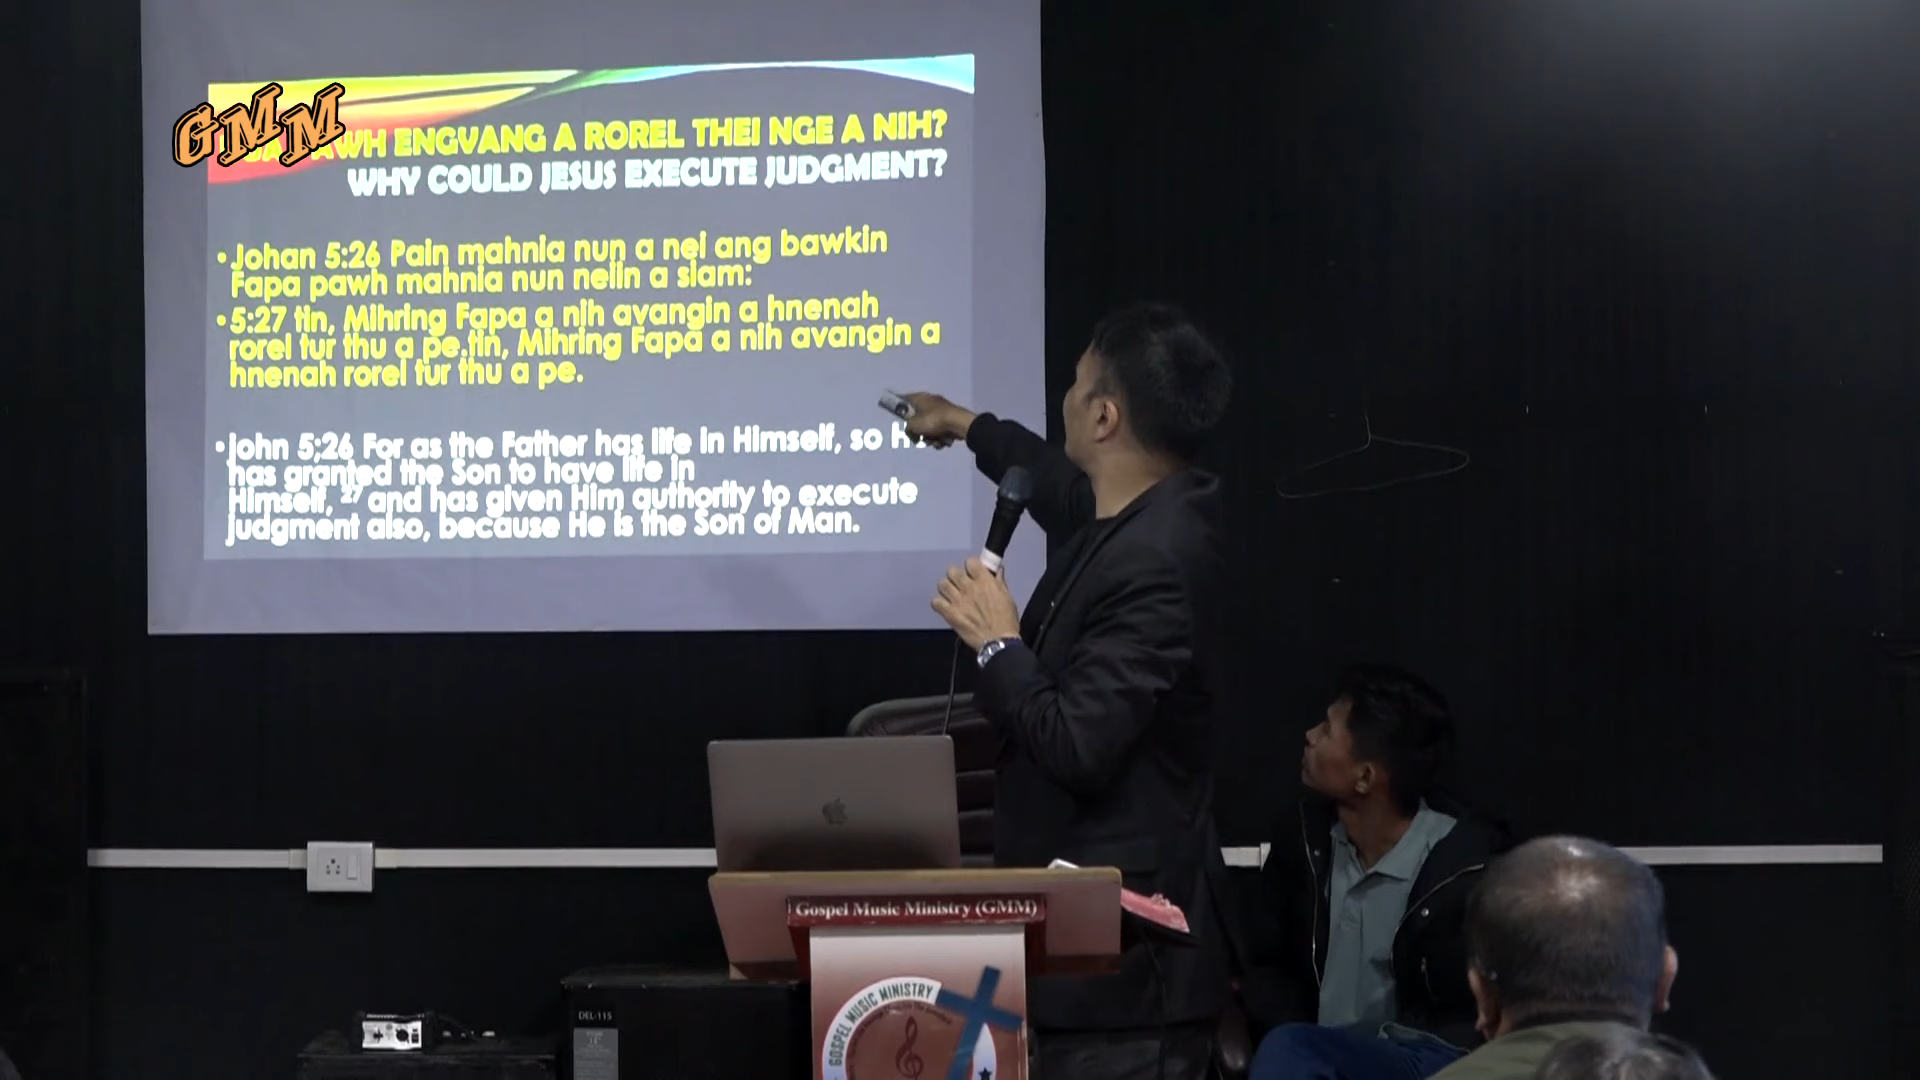 GMM
PAWH ENGVANG A ROREL THEI NGE A NIH?
WHY COULD JESUS EXECUTE JUDGMENT?
• Johan 5:26 Pain mahnia nun a nei ang bawkin
Fapa pawh mahnia nun neiin a siam:
• 5:27 tin, Mihring Fapa a nih avangin a hnenah
rorel tur thu a pe.tin, Mihring Fapa a nih avangin a
hnenah rorel tur thu a pe.
• john 5;26 For as the Father has life in Himself, so
has granted the Son to have life in
Himself, 27 and has given Him authority to execute
judgment also, because He is the Son of Man.
Gospel Music Ministry (GMM)
GOSPEL MUSIC MINISTRY
DEL-115